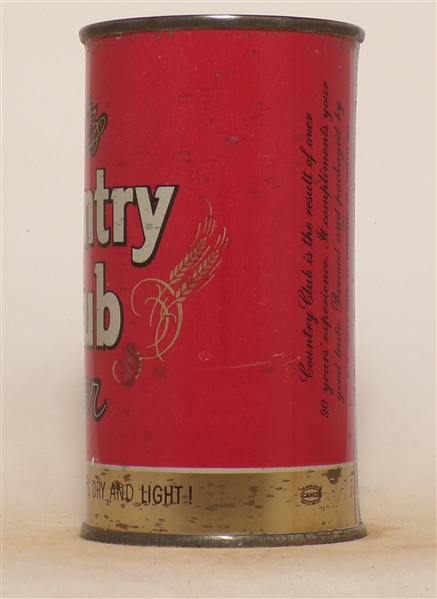 ntry
ub
er
DRY AND LIGHT!
Country Club is the result of over
90 years' experience. It compliments your
good taste. Brewed and packaged by
CANCO